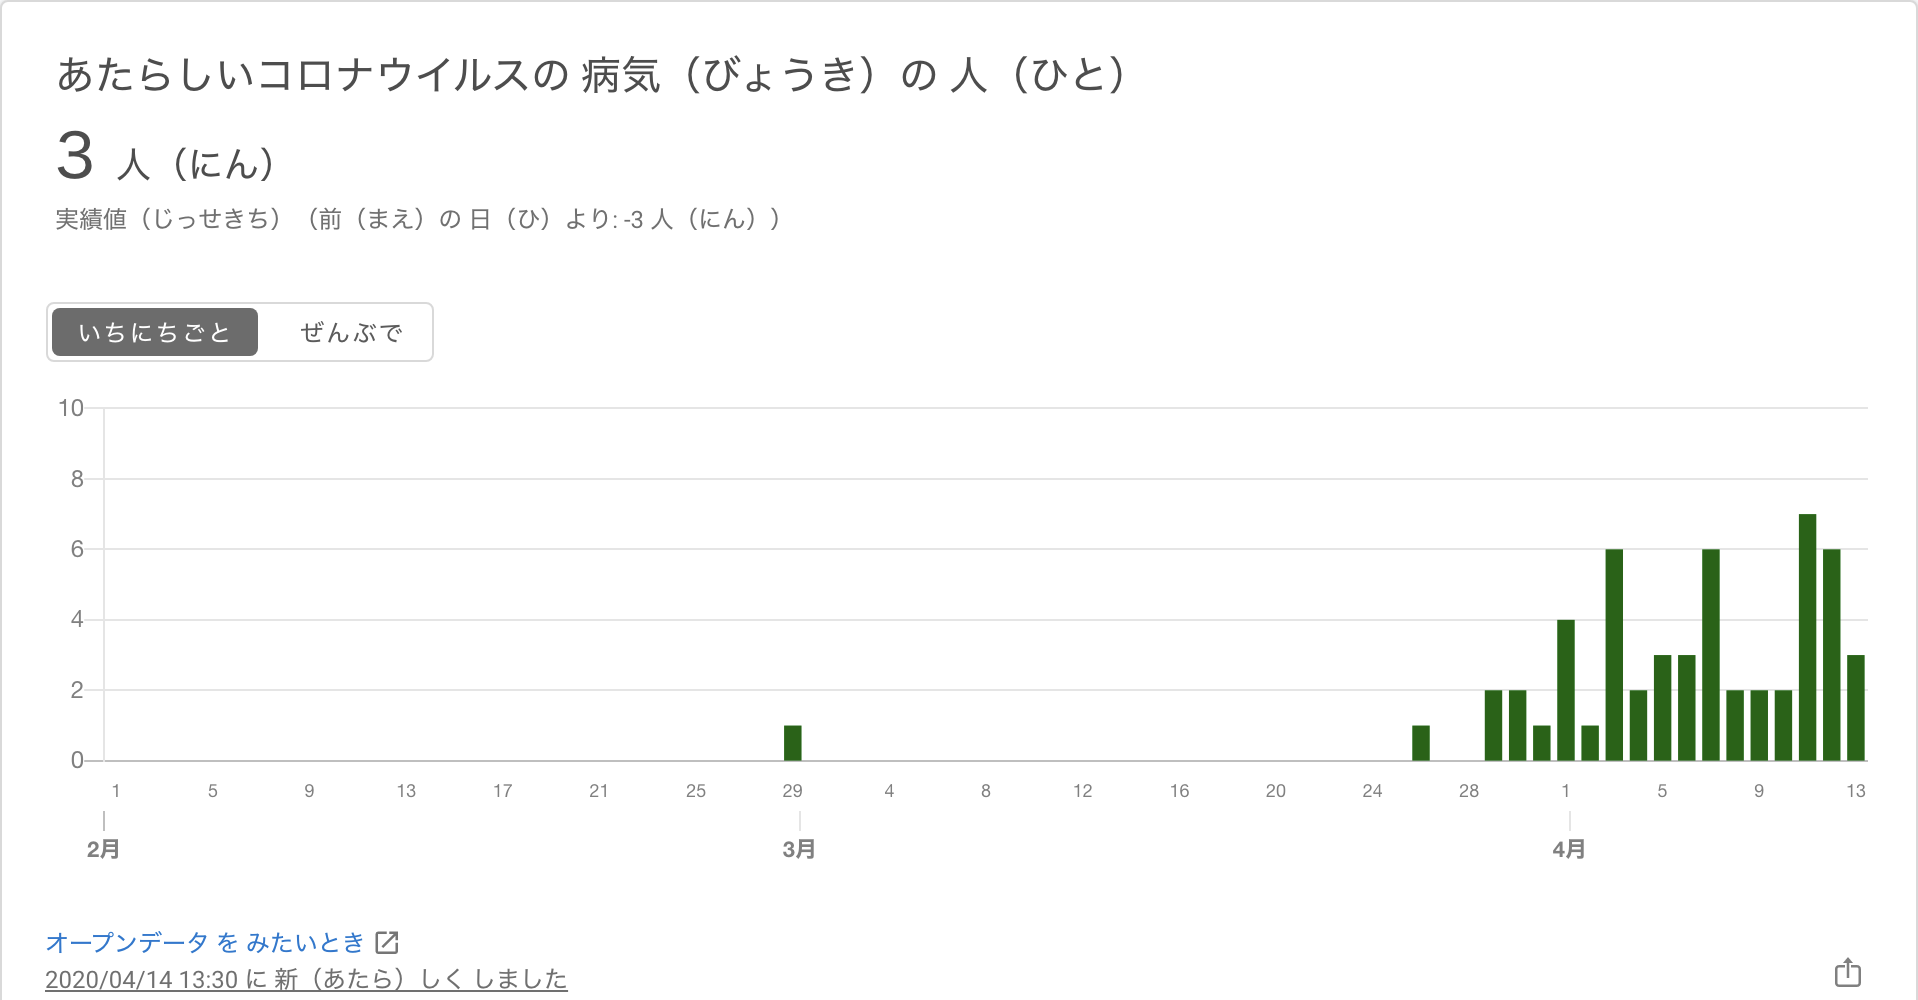 あたらしいコロナウイルスの 病気（びょうき）の 人（ひと）
3 人（にん）
実績値（じっせきち）（前（まえ）の 日（ひ）より: -3 人（にん））
いちにちごと ぜんぶで
10
8
6
4
2
0
1 5 9 13 17 21 25 29 4 8 12 16 20 24 28 1 5 9 13
2月 3月 4月
オープンデータ を みたいとき
2020/04/14 13:30 に 新（あたら）しく しました